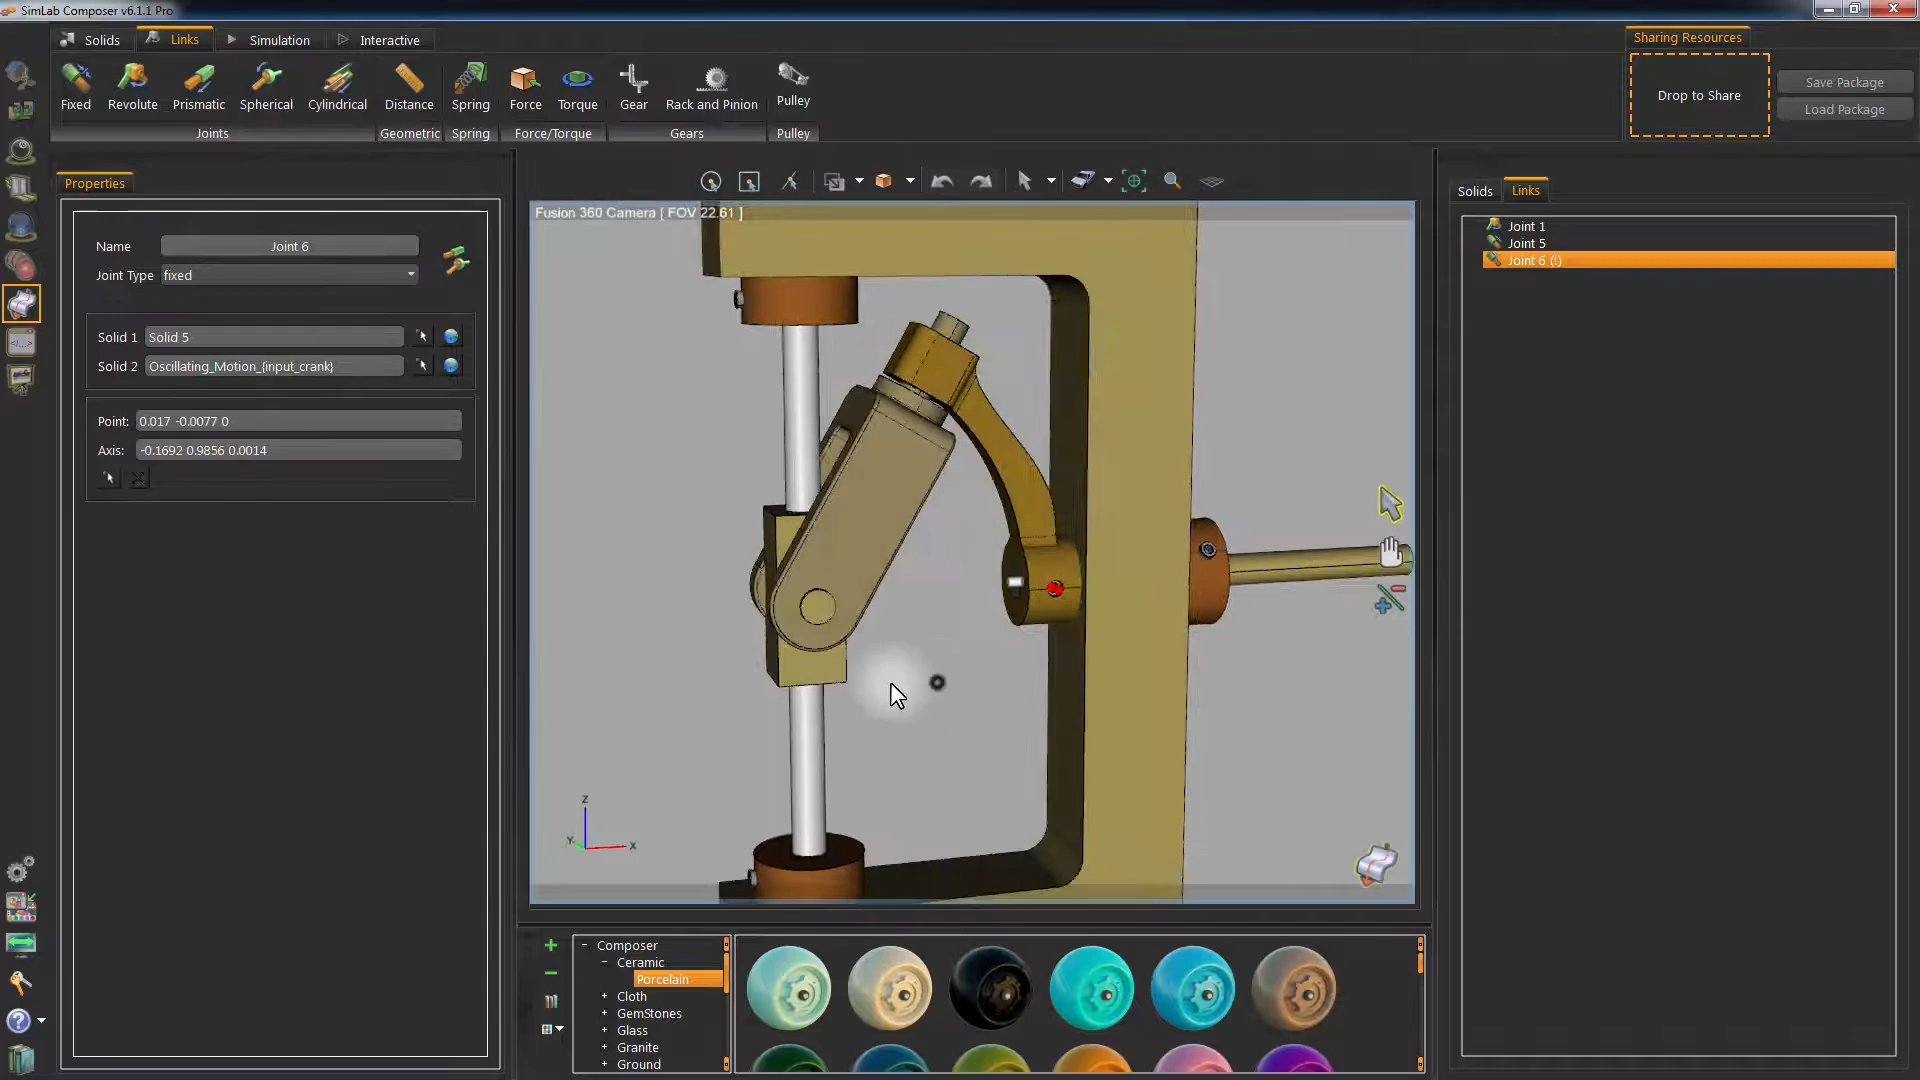 SimLab Composer v6.1.1 Pro
Solids
Links
Simulation
Interactive
Fixed
Revolute
Prismatic
Spherical
Cylindrical
Distance
Spring
Force
Torque
Gear
Rack and Pinion
Pulley
Joints
Geometric
Spring
Force/Torque
Gears
Pulley
Sharing Resources
Drop to Share
Save Package
Load Package
Properties
Name
Joint 6
Joint Type
fixed
Solid 1
Solid 5
Solid 2
Oscillating_Motion_{input_crank}
Point:
0.017 -0.0077 0
Axis:
-0.1692 0.9856 0.0014
Fusion 360 Camera [ FOV 22.61 ]
Z
Y
X
Solids
Links
Joint 1
Joint 5
Joint 6 (!)
Composer
Ceramic
Porcelain
Cloth
GemStones
Glass
Granite
Ground